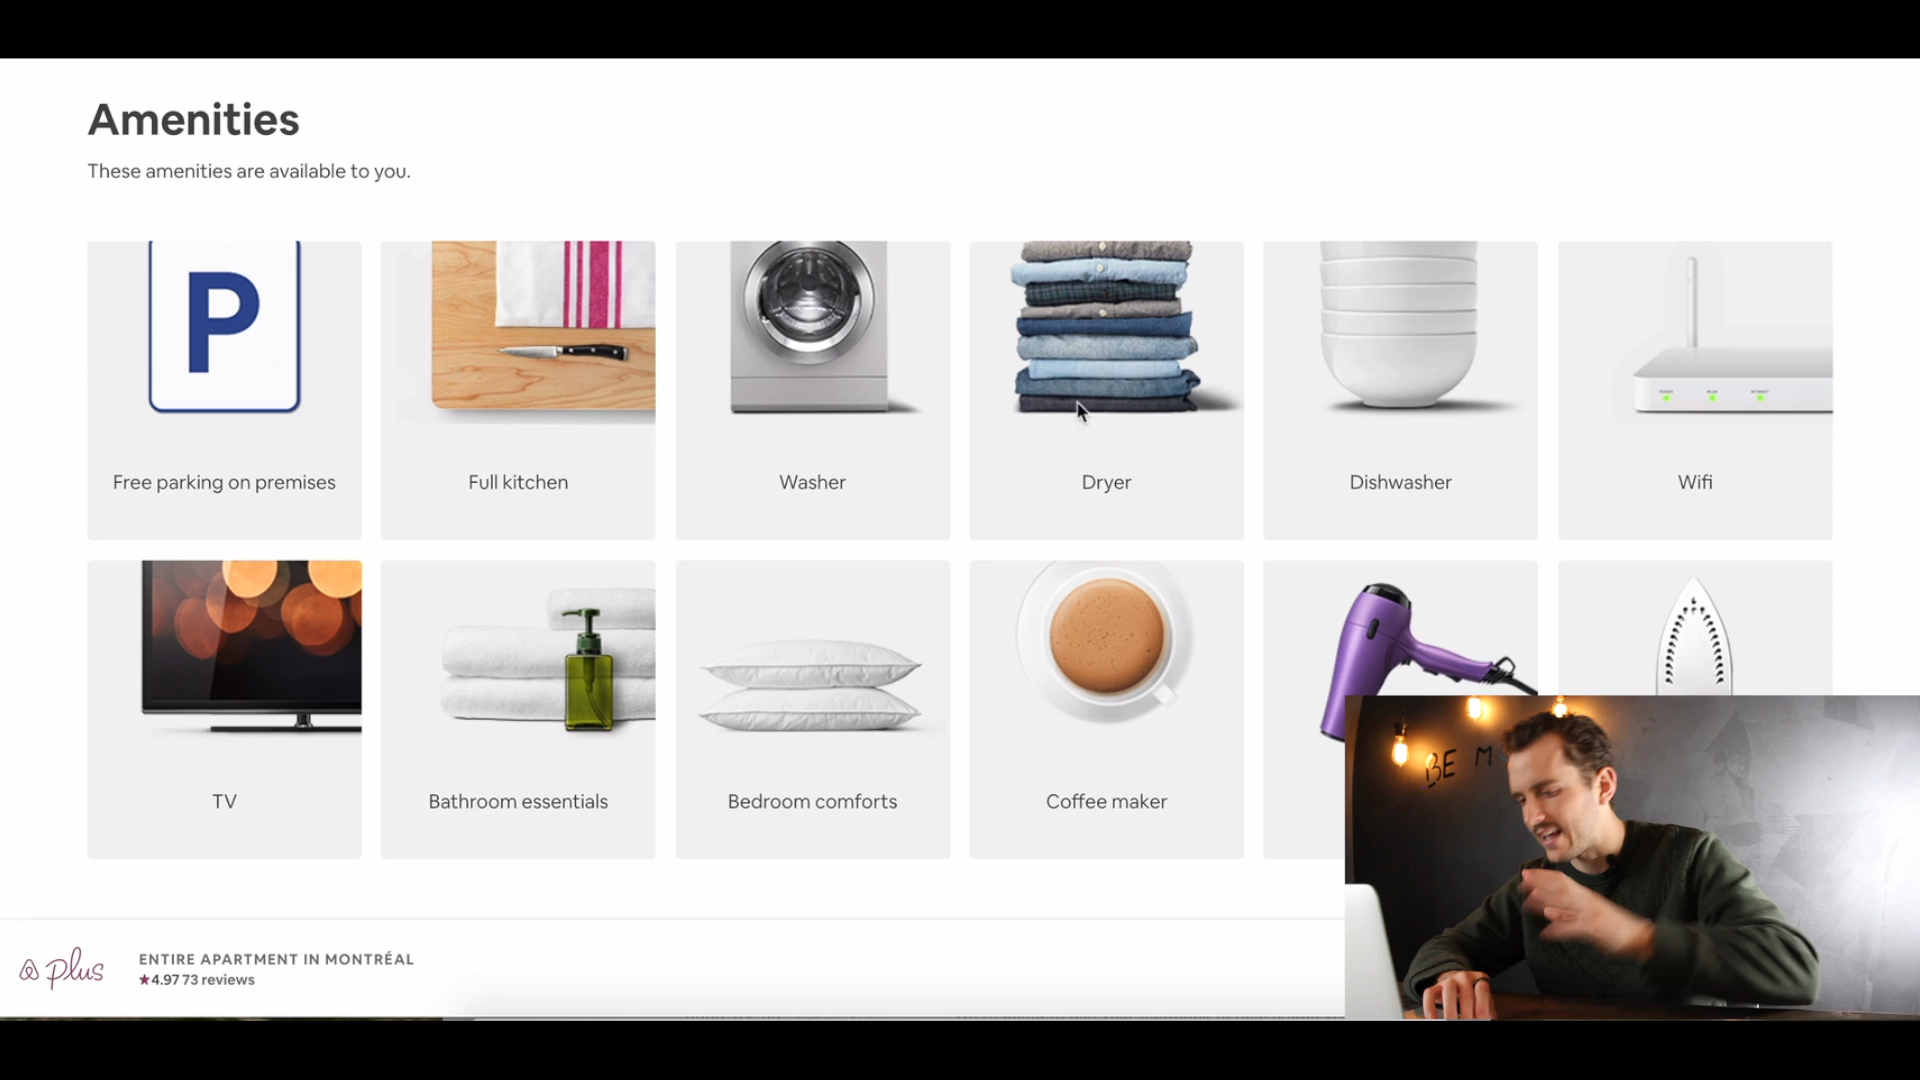 Amenities
These amenities are available to you.
P
Free parking on premises
Full kitchen
Washer
Dryer
Dishwasher
Wifi
TV
Bathroom essentials
Bedroom comforts
Coffee maker
BE M
plus
ENTIRE APARTMENT IN MONTRÉAL
★4.97 73 reviews